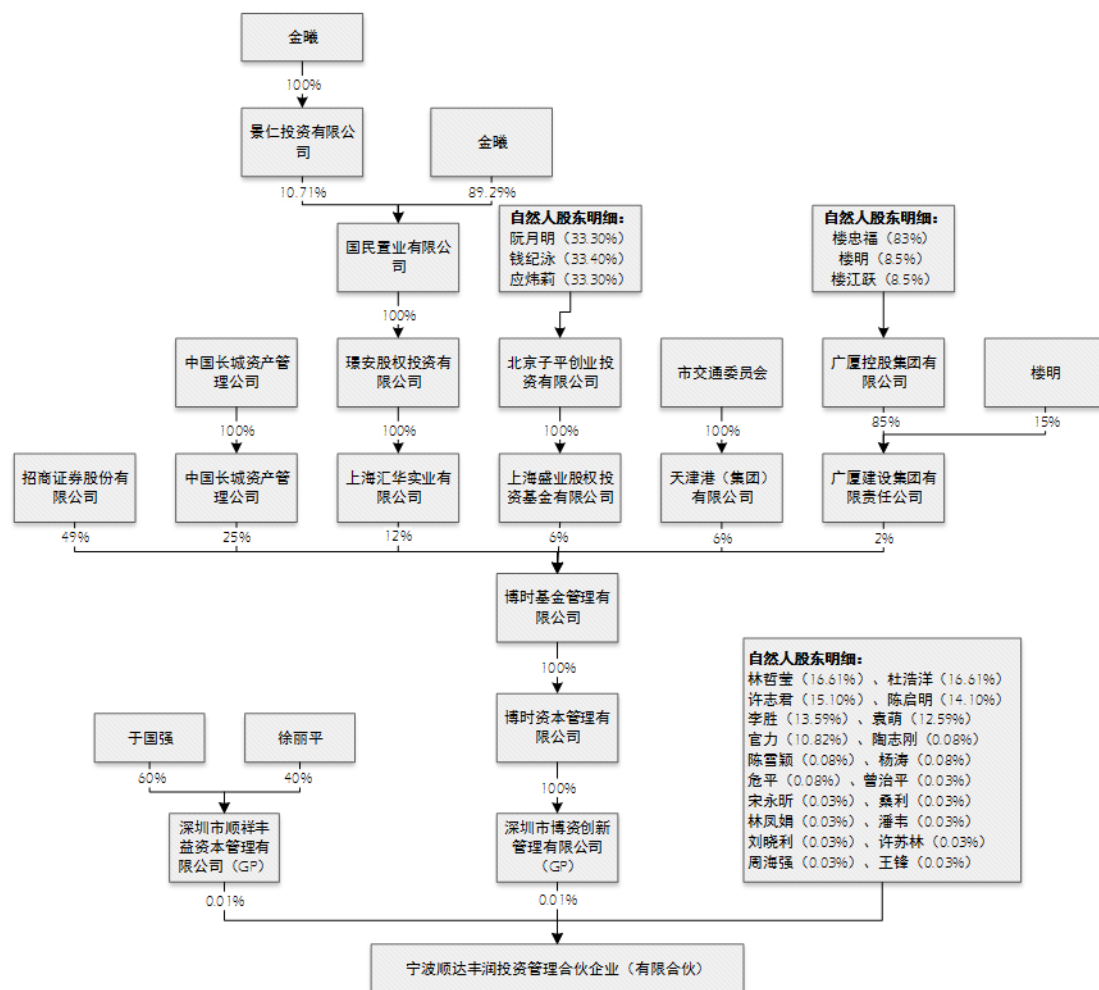 金曦
100%
景仁投资有限公
司
金曦
10.71%
89.29%
国民置业有限公
司
自然人股东明细：
阮月明（33.30%）
钱纪泳（33.40%）
应炜莉（33.30%）
自然人股东明细：
楼忠福（83%）
楼明（8.5%）
楼江跃（8.5%）
100%
中国长城资产管
理公司
璟安股权投资有
限公司
北京子平创业投
资有限公司
市交通委员会
广厦控股集团有
限公司
楼明
100%
100%
100%
100%
85%
15%
招商证券股份有
限公司
中国长城资产管
理公司
上海汇华实业有
限公司
上海盛业股权投
资基金有限公司
天津港（集团）
有限公司
广厦建设集团有
限责任公司
49%
25%
12%
6%
6%
2%
博时基金管理有
限公司
100%
博时资本管理有
限公司
于国强
徐丽平
60%
40%
100%
深圳市顺祥丰
益资本管理有
限公司（GP）
深圳市博资创新
管理有限公司
（GP）
自然人股东明细：
林哲莹（16.61%）、杜浩洋（16.61%）
许志君（15.10%）、陈启明（14.10%）
李胜（13.59%）、袁萌（12.59%）
官力（10.82%）、陶志刚（0.08%）
陈雪颖（0.08%）、杨涛（0.08%）
危平（0.08%）、曾治平（0.03%）
宋永昕（0.03%）、桑利（0.03%）
林凤娟（0.03%）、潘韦（0.03%）
刘晓利（0.03%）、许苏林（0.03%）
周海强（0.03%）、王锋（0.03%）
0.01%
0.01%
宁波顺达丰润投资管理合伙企业（有限合伙）